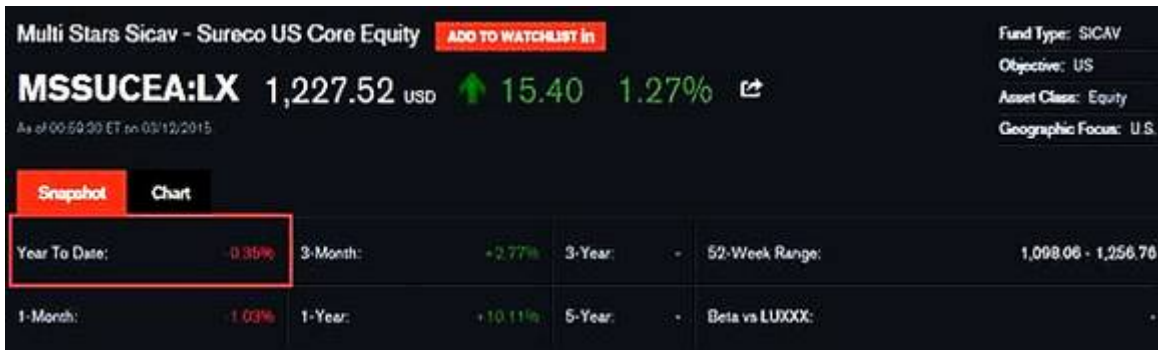 Multi Stars Sicav - Sureco US Core Equity ADD TO WATCHLIST in
MSSUCEA:LX 1,227.52 USD 15.40 1.27%
As of 00:59:30 ET on 03/12/2015
Fund Type: SICAV
Objective: US
Asset Class: Equity
Geographic Focus: U.S.
Snapshot Chart
Year To Date: -0.35% 3-Month: +2.77% 3-Year: - 52-Week Range: 1,098.06 - 1,256.76
1-Month: -1.03% 1-Year: +10.11% 5-Year: - Beta vs LUXXX: -